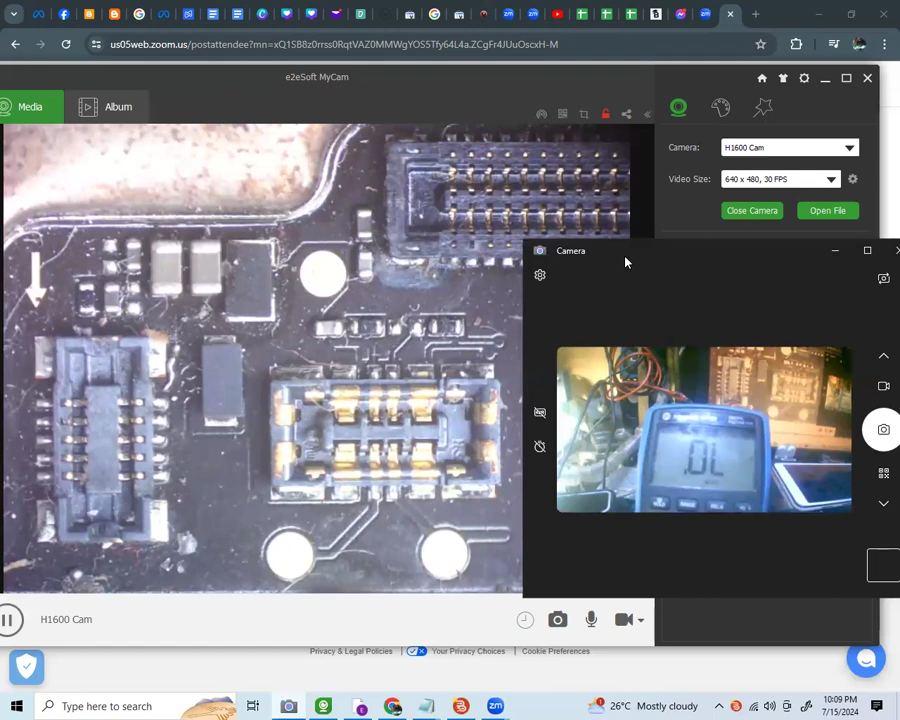 us05web.zoom.us/postattendee?mn=xQ1SB8z0rrss0RqtVAZ0MMWgYOS5Tfy64L4a.ZCgFr4JUuOscxH-M
e2eSoft MyCam
Media
Album
Camera:
H1600 Cam
Video Size:
640 x 480, 30 FPS
Close Camera
Open File
Camera
.0L
H1600 Cam
Privacy & Legal Policies
Your Privacy Choices
Cookie Preferences
Type here to search
26°C Mostly cloudy
10:09 PM
7/15/2024